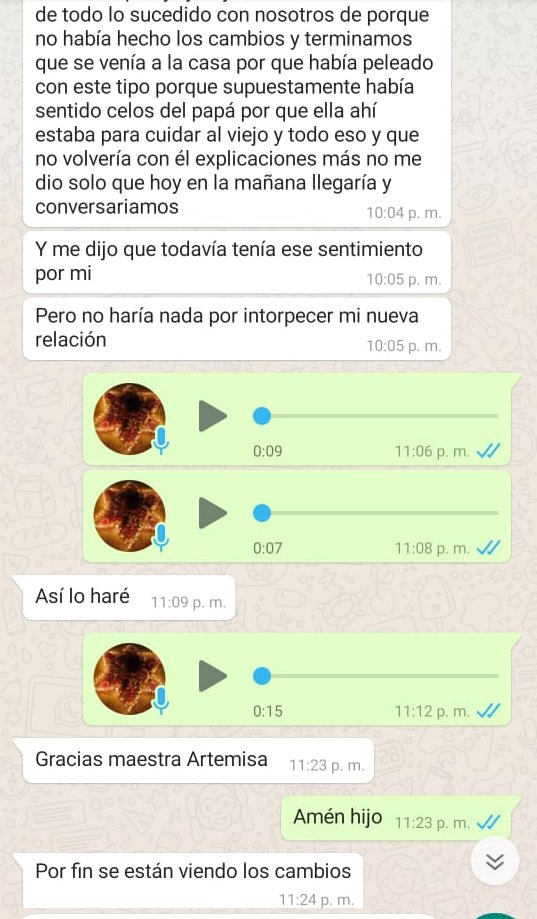 de todo lo sucedido con nosotros de porque
no había hecho los cambios y terminamos
que se venía a la casa por que había peleado
con este tipo porque supuestamente había
sentido celos del papá por que ella ahí
estaba para cuidar al viejo y todo eso y que
no volvería con él explicaciones más no me
dio solo que hoy en la mañana llegaría y
conversariamos
10:04 p. m.
Y me dijo que todavía tenía ese sentimiento
por mi
10:05 p. m.
Pero no haría nada por intorpecer mi nueva
relación
10:05 p. m.
0:09 11:06 p. m.
0:07 11:08 p. m.
Así lo haré 11:09 p. m.
0:15 11:12 p. m.
Gracias maestra Artemisa 11:23 p. m.
Amén hijo 11:23 p. m.
Por fin se están viendo los cambios
11:24 p. m.